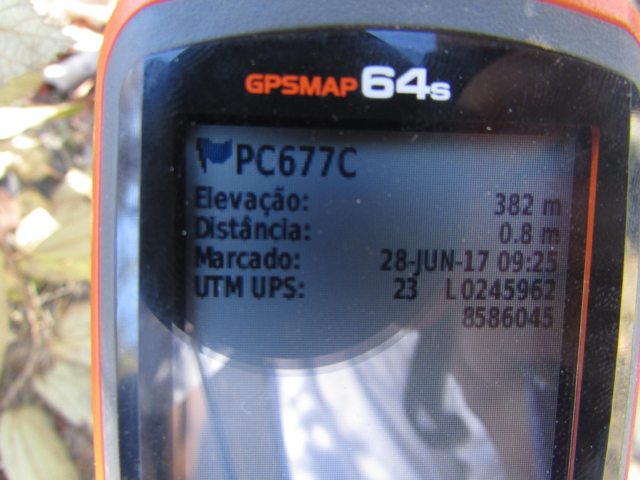 GPSMAP 64s
PC677C
Elevação: 382 m
Distância: 0.8 m
Marcado: 28-JUN-17 09:25
UTM UPS: 23 L 0245962
8586045